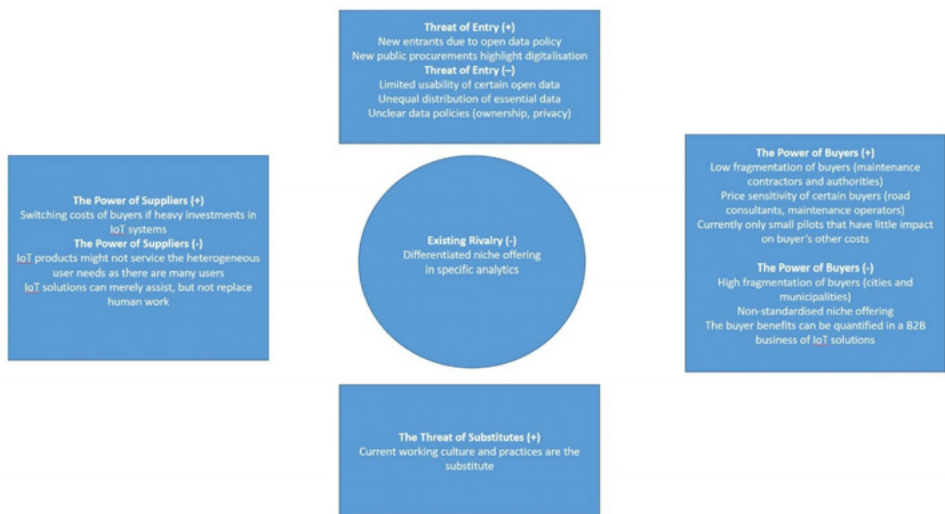 Threat of Entry (+)
New entrants due to open data policy
New public procurements highlight digitalisation
Threat of Entry (–)
Limited usability of certain open data
Unequal distribution of essential data
Unclear data policies (ownership, privacy)
The Power of Suppliers (+)
Switching costs of buyers if heavy investments in
IoT systems
The Power of Suppliers (-)
IoT products might not service the heterogeneous
user needs as there are many users
IoT solutions can merely assist, but not replace
human work
Existing Rivalry (-)
Differentiated niche offering
in specific analytics
The Power of Buyers (+)
Low fragmentation of buyers (maintenance
contractors and authorities)
Price sensitivity of certain buyers (road
consultants, maintenance operators)
Currently only small pilots that have little impact
on buyer's other costs
The Power of Buyers (-)
High fragmentation of buyers (cities and
municipalities)
Non-standardised niche offering
The buyer benefits can be quantified in a B2B
business of IoT solutions
The Threat of Substitutes (+)
Current working culture and practices are the
substitute